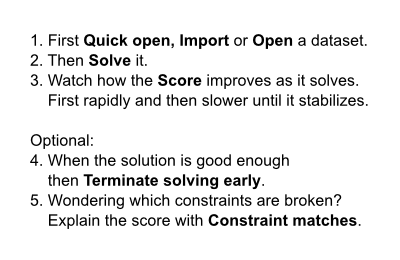 1. First Quick open, Import or Open a dataset.
2. Then Solve it.
3. Watch how the Score improves as it solves.
First rapidly and then slower until it stabilizes.
Optional:
4. When the solution is good enough
then Terminate solving early.
5. Wondering which constraints are broken?
Explain the score with Constraint matches.